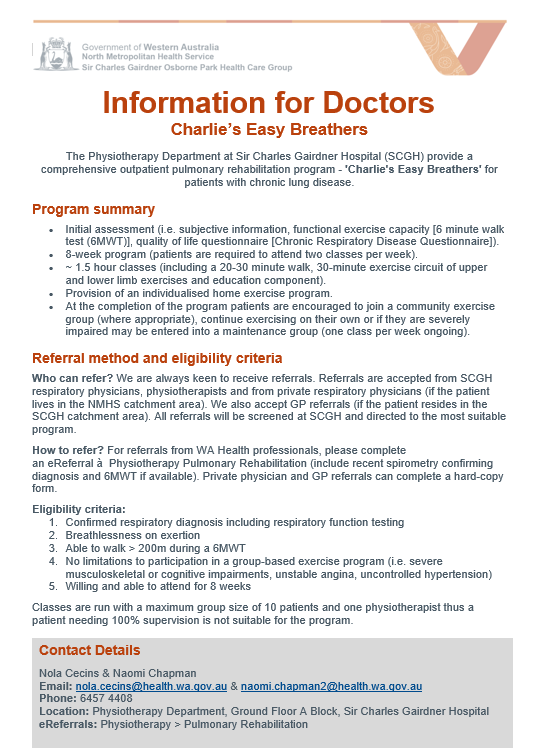 Government of Western Australia
North Metropolitan Health Service
Sir Charles Gairdner Osborne Park Health Care Group
Information for Doctors
Charlie's Easy Breathers
The Physiotherapy Department at Sir Charles Gairdner Hospital (SCGH) provide a
comprehensive outpatient pulmonary rehabilitation program - 'Charlie's Easy Breathers' for
patients with chronic lung disease.
Program summary
• Initial assessment (i.e. subjective information, functional exercise capacity [6 minute walk
test (6MWT)], quality of life questionnaire [Chronic Respiratory Disease Questionnaire]).
• 8-week program (patients are required to attend two classes per week).
• ~ 1.5 hour classes (including a 20-30 minute walk, 30-minute exercise circuit of upper
and lower limb exercises and education component).
• Provision of an individualised home exercise program.
• At the completion of the program patients are encouraged to join a community exercise
group (where appropriate), continue exercising on their own or if they are severely
impaired may be entered into a maintenance group (one class per week ongoing).
Referral method and eligibility criteria
Who can refer? We are always keen to receive referrals. Referrals are accepted from SCGH
respiratory physicians, physiotherapists and from private respiratory physicians (if the patient
lives in the NMHS catchment area). We also accept GP referrals (if the patient resides in the
SCGH catchment area). All referrals will be screened at SCGH and directed to the most suitable
program.
How to refer? For referrals from WA Health professionals, please complete
an eReferral à Physiotherapy Pulmonary Rehabilitation (include recent spirometry confirming
diagnosis and 6MWT if available). Private physician and GP referrals can complete a hard-copy
form.
Eligibility criteria:
1. Confirmed respiratory diagnosis including respiratory function testing
2. Breathlessness on exertion
3. Able to walk > 200m during a 6MWT
4. No limitations to participation in a group-based exercise program (i.e. severe
musculoskeletal or cognitive impairments, unstable angina, uncontrolled hypertension)
5. Willing and able to attend for 8 weeks
Classes are run with a maximum group size of 10 patients and one physiotherapist thus a
patient needing 100% supervision is not suitable for the program.
Contact Details
Nola Cecins & Naomi Chapman
Email: nola.cecins@health.wa.gov.au & naomi.chapman2@health.wa.gov.au
Phone: 6457 4408
Location: Physiotherapy Department, Ground Floor A Block, Sir Charles Gairdner Hospital
eReferrals: Physiotherapy > Pulmonary Rehabilitation